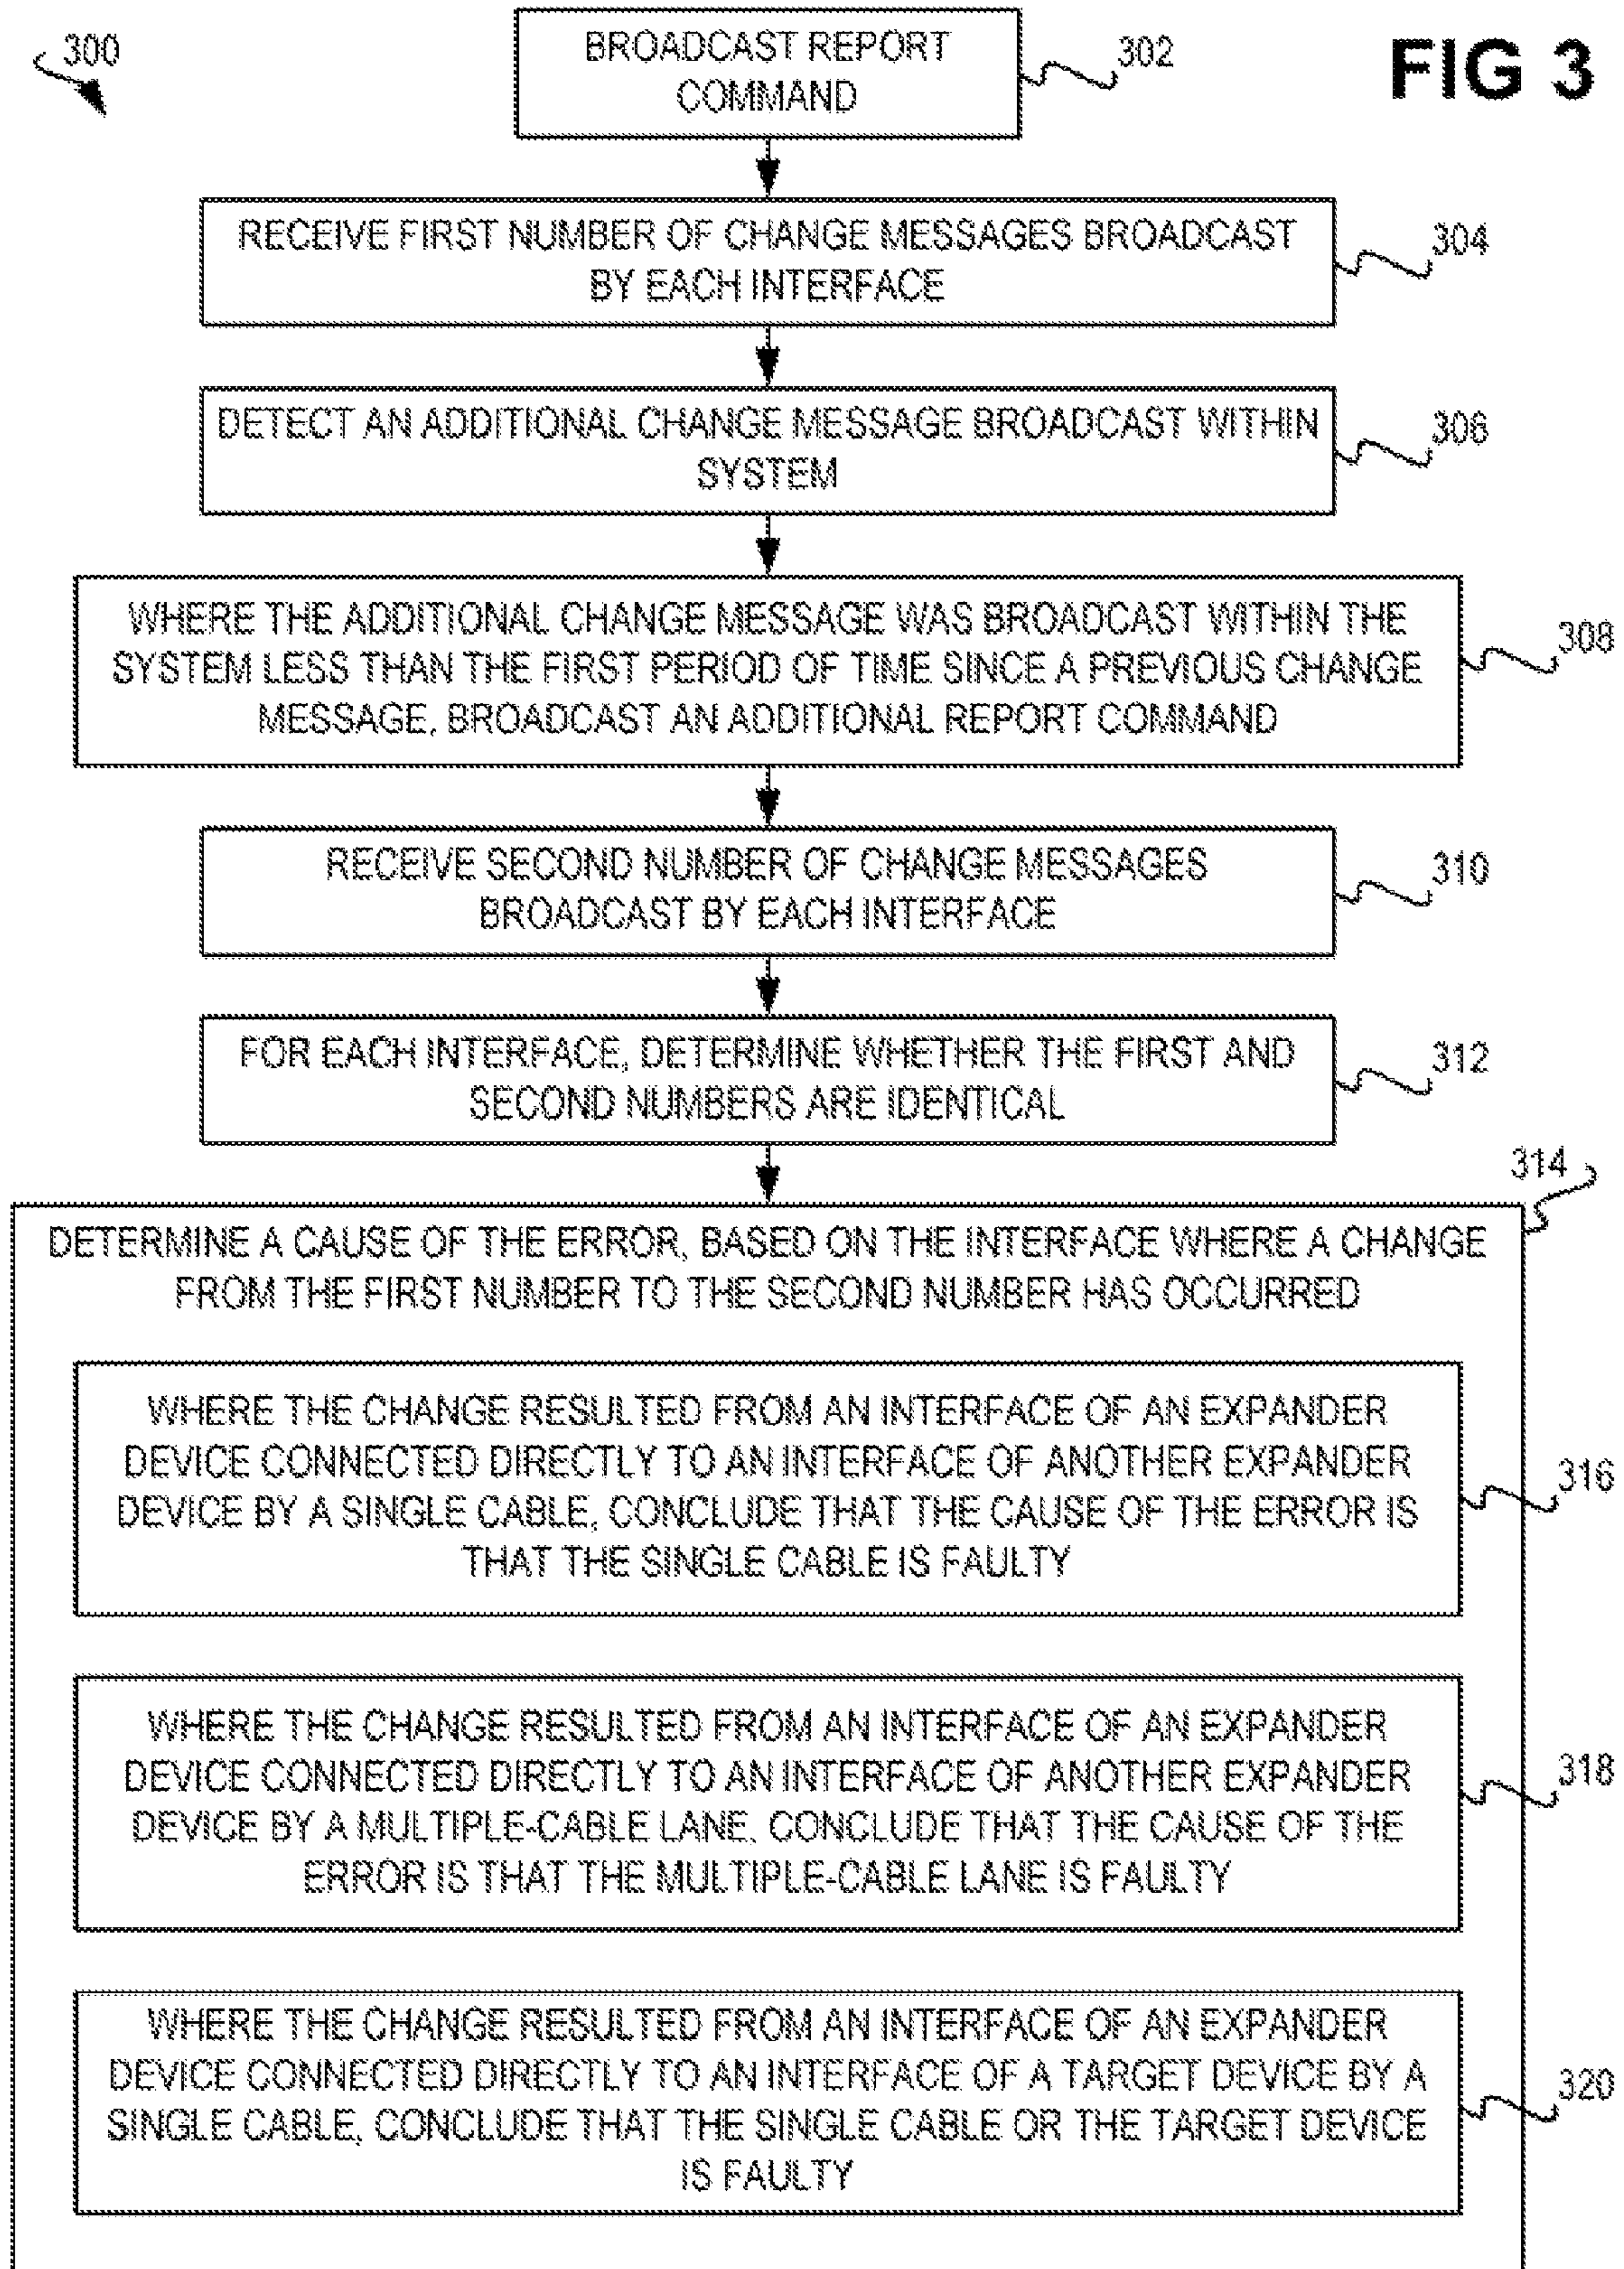 300
BROADCAST REPORT
COMMAND
302
FIG 3
RECEIVE FIRST NUMBER OF CHANGE MESSAGES BROADCAST
BY EACH INTERFACE
304
DETECT AN ADDITIONAL CHANGE MESSAGE BROADCAST WITHIN
SYSTEM
306
WHERE THE ADDITIONAL CHANGE MESSAGE WAS BROADCAST WITHIN THE
SYSTEM LESS THAN THE FIRST PERIOD OF TIME SINCE A PREVIOUS CHANGE
MESSAGE, BROADCAST AN ADDITIONAL REPORT COMMAND
308
RECEIVE SECOND NUMBER OF CHANGE MESSAGES
BROADCAST BY EACH INTERFACE
310
FOR EACH INTERFACE, DETERMINE WHETHER THE FIRST AND
SECOND NUMBERS ARE IDENTICAL
312
314
DETERMINE A CAUSE OF THE ERROR, BASED ON THE INTERFACE WHERE A CHANGE
FROM THE FIRST NUMBER TO THE SECOND NUMBER HAS OCCURRED
WHERE THE CHANGE RESULTED FROM AN INTERFACE OF AN EXPANDER
DEVICE CONNECTED DIRECTLY TO AN INTERFACE OF ANOTHER EXPANDER
DEVICE BY A SINGLE CABLE, CONCLUDE THAT THE CAUSE OF THE ERROR IS
THAT THE SINGLE CABLE IS FAULTY
316
WHERE THE CHANGE RESULTED FROM AN INTERFACE OF AN EXPANDER
DEVICE CONNECTED DIRECTLY TO AN INTERFACE OF ANOTHER EXPANDER
DEVICE BY A MULTIPLE-CABLE LANE, CONCLUDE THAT THE CAUSE OF THE
ERROR IS THAT THE MULTIPLE-CABLE LANE IS FAULTY
318
WHERE THE CHANGE RESULTED FROM AN INTERFACE OF AN EXPANDER
DEVICE CONNECTED DIRECTLY TO AN INTERFACE OF A TARGET DEVICE BY A
SINGLE CABLE, CONCLUDE THAT THE SINGLE CABLE OR THE TARGET DEVICE
IS FAULTY
320